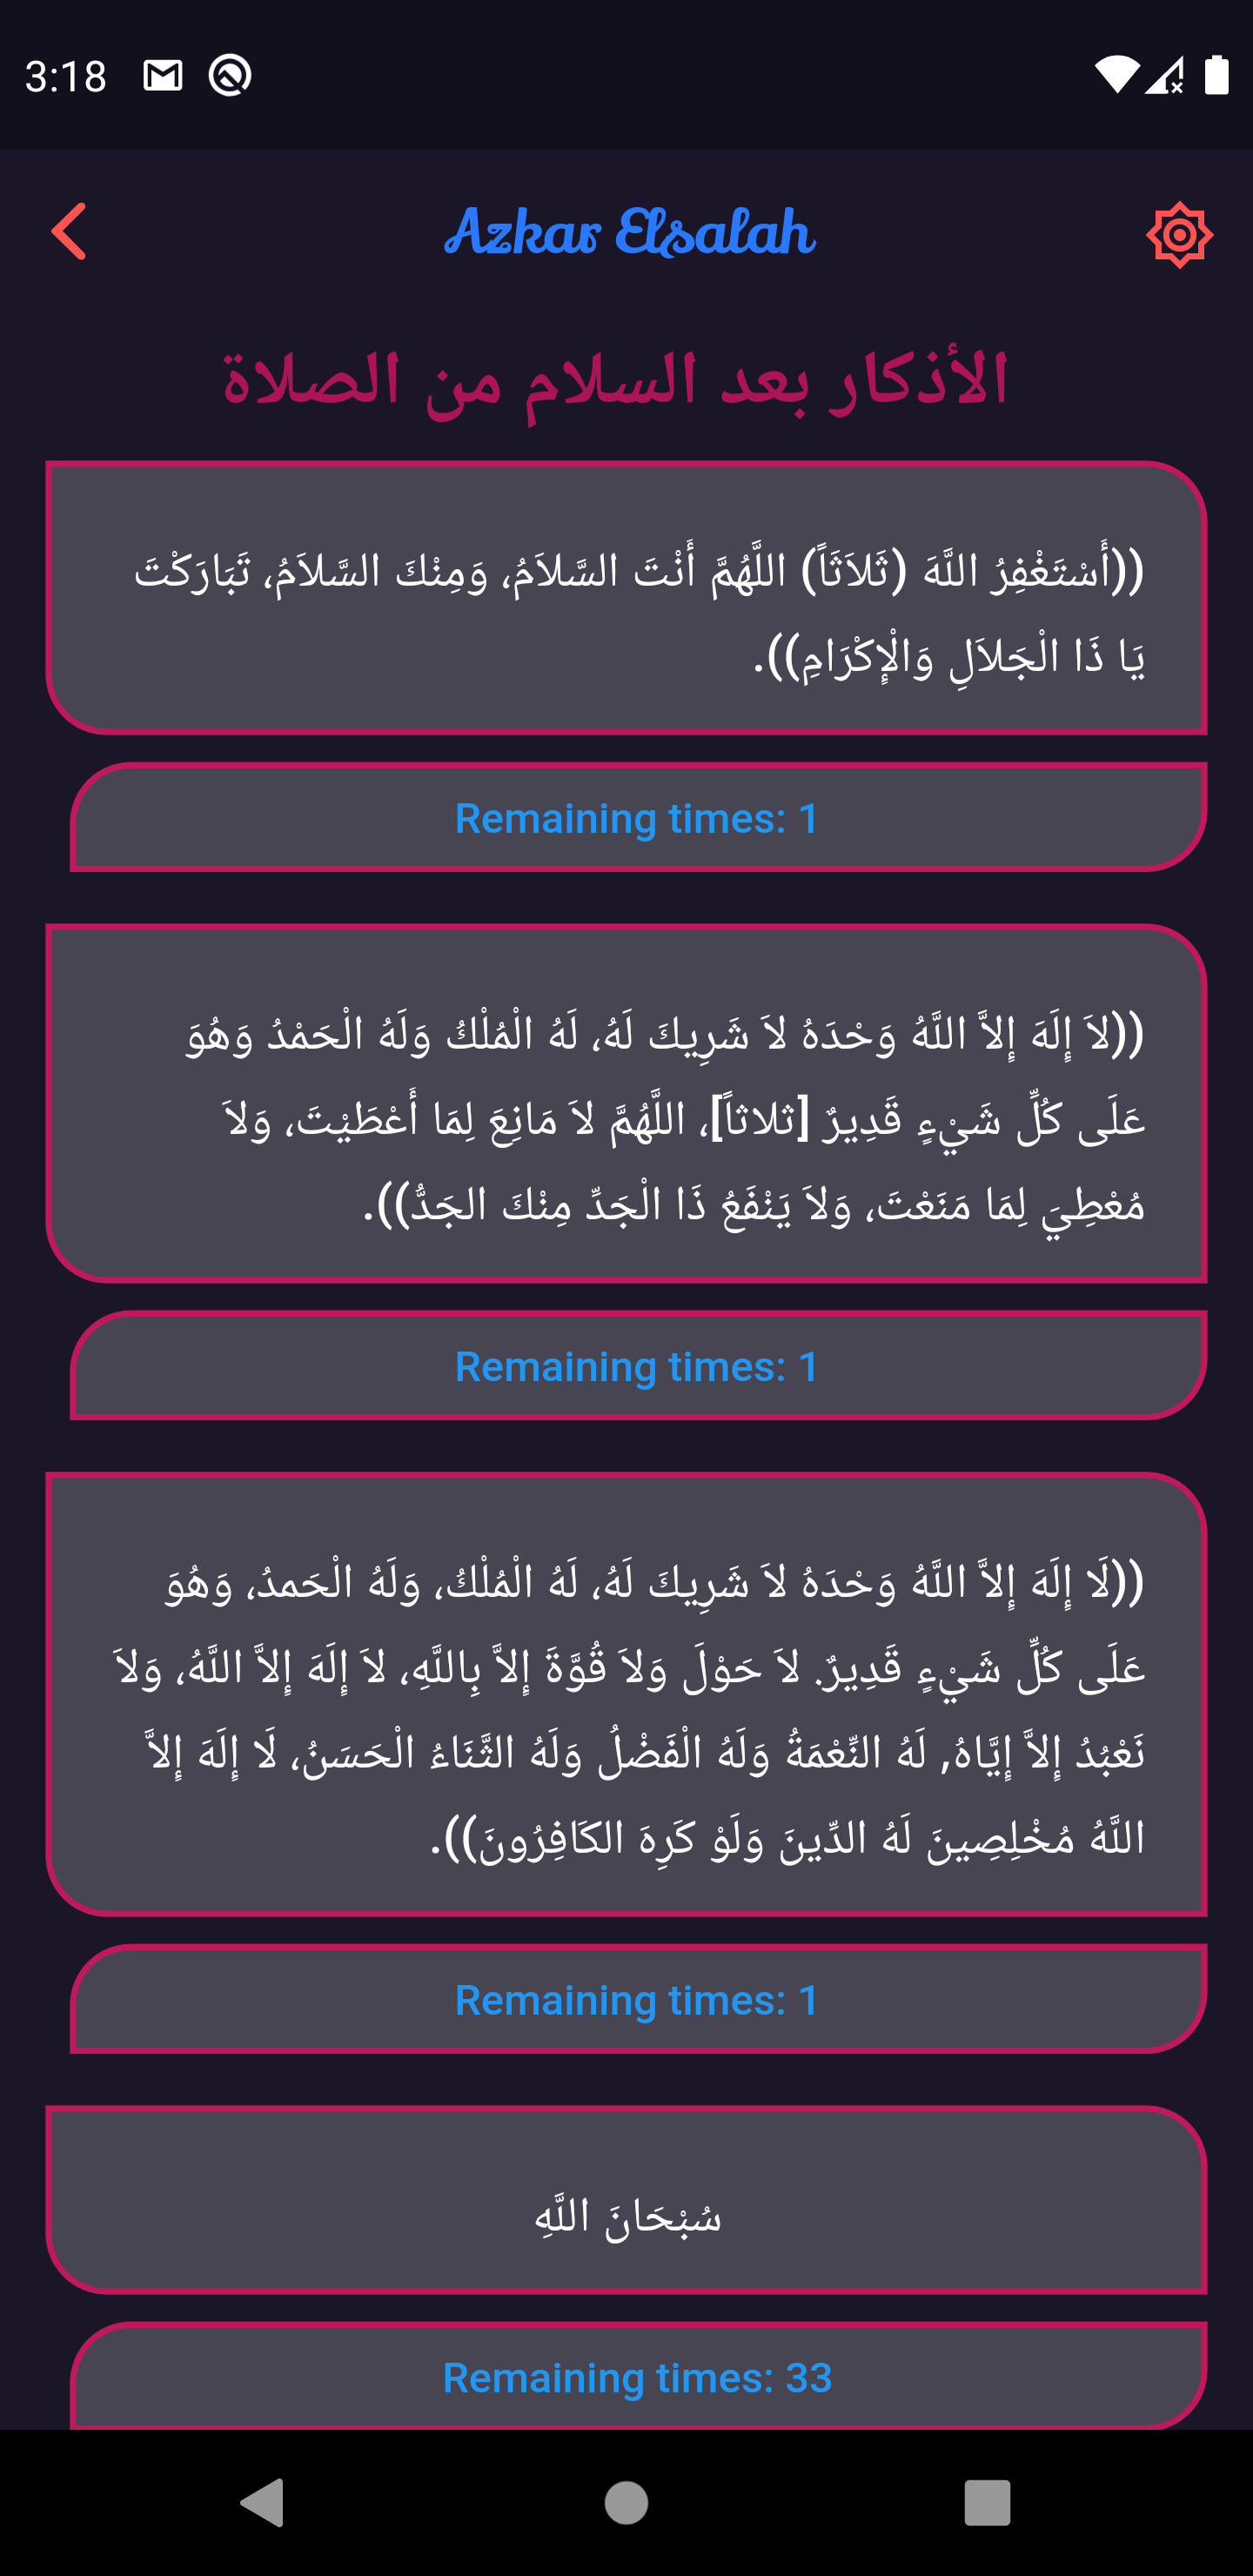 3:18
Azkar Elsalah
الأذكار بعد السلام من الصلاة
((أَسْتَغْفِرُ اللَّهَ (ثَلاَثَاً) اللَّهُمَّ أَنْتَ السَّلاَمُ، وَمِنْكَ السَّلاَمُ، تَبَارَكْتَ
يَا ذَا الْجَلاَلِ وَالْإِكْرَامِ)).
Remaining times: 1
((لاَ إِلَهَ إِلاَّ اللَّهُ وَحْدَهُ لاَ شَرِيكَ لَهُ، لَهُ الْمُلْكُ وَلَهُ الْحَمْدُ وَهُوَ
عَلَى كُلِّ شَيْءٍ قَدِيرٌ [ثلاثاً]، اللَّهُمَّ لاَ مَانِعَ لِمَا أَعْطَيْتَ، وَلاَ
مُعْطِيَ لِمَا مَنَعْتَ، وَلاَ يَنْفَعُ ذَا الْجَدِّ مِنْكَ الجَدُّ)).
Remaining times: 1
((لَا إِلَهَ إِلاَّ اللَّهُ وَحْدَهُ لاَ شَرِيكَ لَهُ، لَهُ الْمُلْكُ، وَلَهُ الْحَمدُ، وَهُوَ
عَلَى كُلِّ شَيْءٍ قَدِيرٌ. لاَ حَوْلَ وَلاَ قُوَّةَ إِلاَّ بِاللَّهِ، لاَ إِلَهَ إِلاَّ اللَّهُ، وَلاَ
نَعْبُدُ إِلاَّ إِيَّاهُ, لَهُ النِّعْمَةُ وَلَهُ الْفَضْلُ وَلَهُ الثَّنَاءُ الْحَسَنُ، لَا إِلَهَ إِلاَّ
اللَّهُ مُخْلِصِينَ لَهُ الدِّينَ وَلَوْ كَرِهَ الكَافِرُونَ)).
Remaining times: 1
سُبْحَانَ اللَّهِ
Remaining times: 33